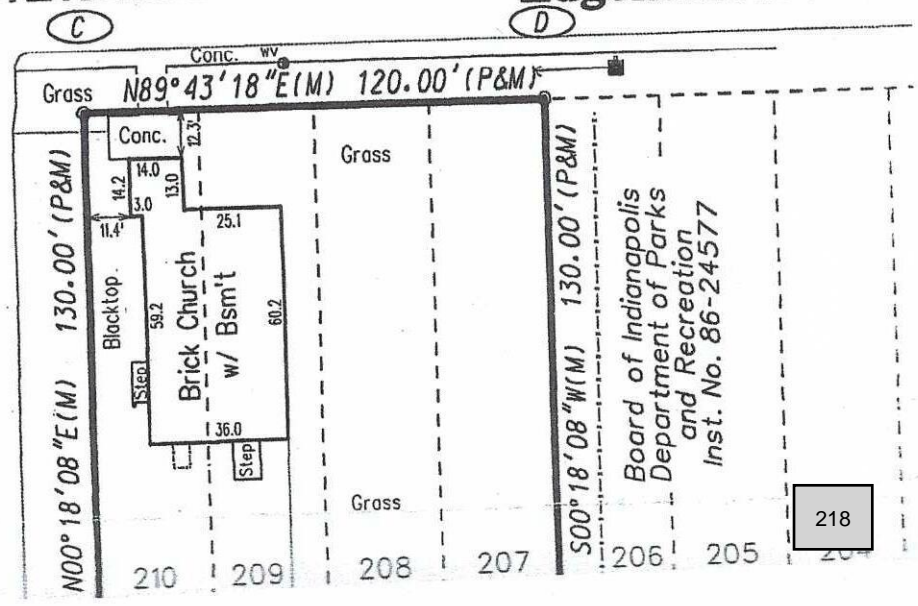 C
D
Conc. WV
Grass
N89°43'18"E(M) 120.00'(P&M)
Conc.
12.3'
Grass
14.0
14.2
13.0
3.0
11.4'
25.1
N00°18'08"E(M) 130.00'(P&M)
Blacktop
59.2
Brick Church
w/ Bsm't
60.2
Step
36.0
Step
Grass
S00°18'08"W(M) 130.00'(P&M)
Board of Indianapolis
Department of Parks
and Recreation
Inst. No. 86-24577
218
210
209
208
207
206
205
204